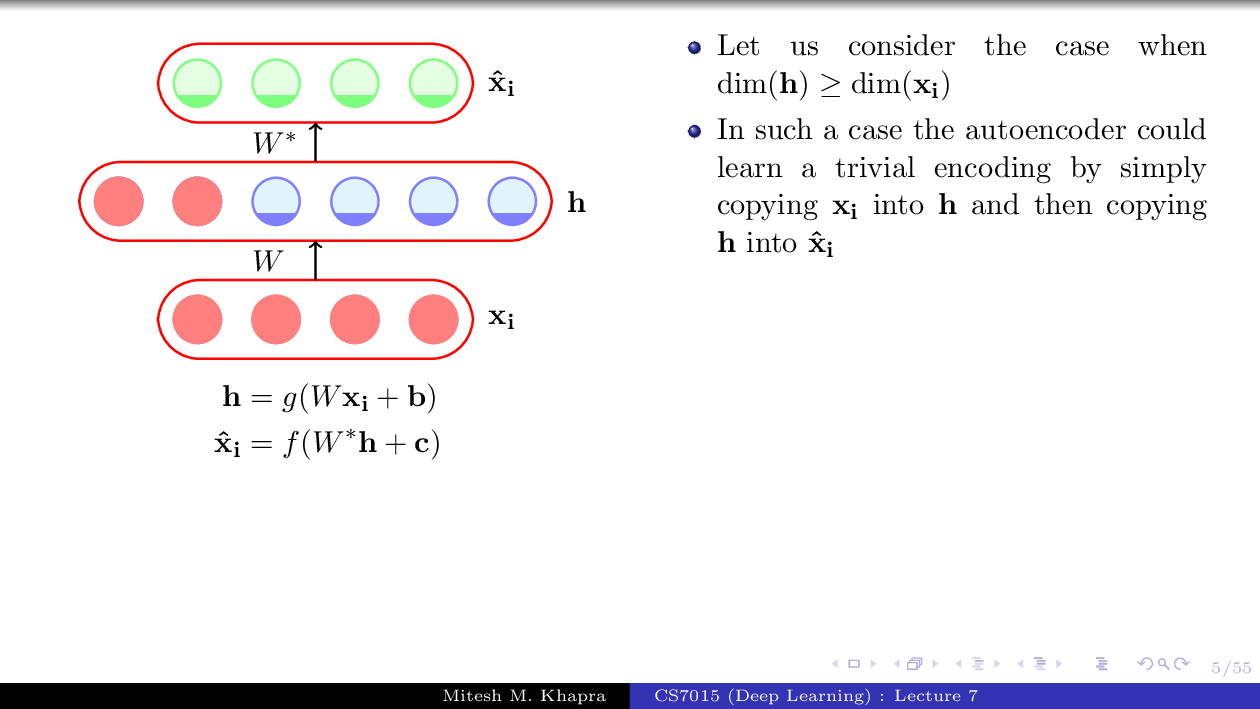 x̂ᵢ
W*
h
W
xᵢ
h = g(Wxᵢ + b)
x̂ᵢ = f(W*h + c)
Let us consider the case when
dim(h) ≥ dim(xᵢ)
In such a case the autoencoder could
learn a trivial encoding by simply
copying xᵢ into h and then copying
h into x̂ᵢ
5/55
Mitesh M. Khapra
CS7015 (Deep Learning) : Lecture 7